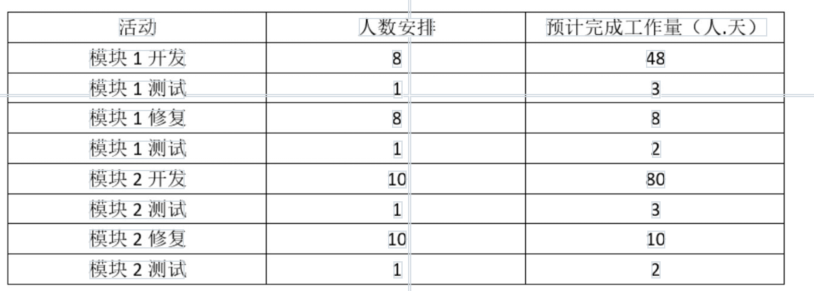 活动 人数安排 预计完成工作量（人.天）
模块 1 开发 8 48
模块 1 测试 1 3
模块 1 修复 8 8
模块 1 测试 1 2
模块 2 开发 10 80
模块 2 测试 1 3
模块 2 修复 10 10
模块 2 测试 1 2